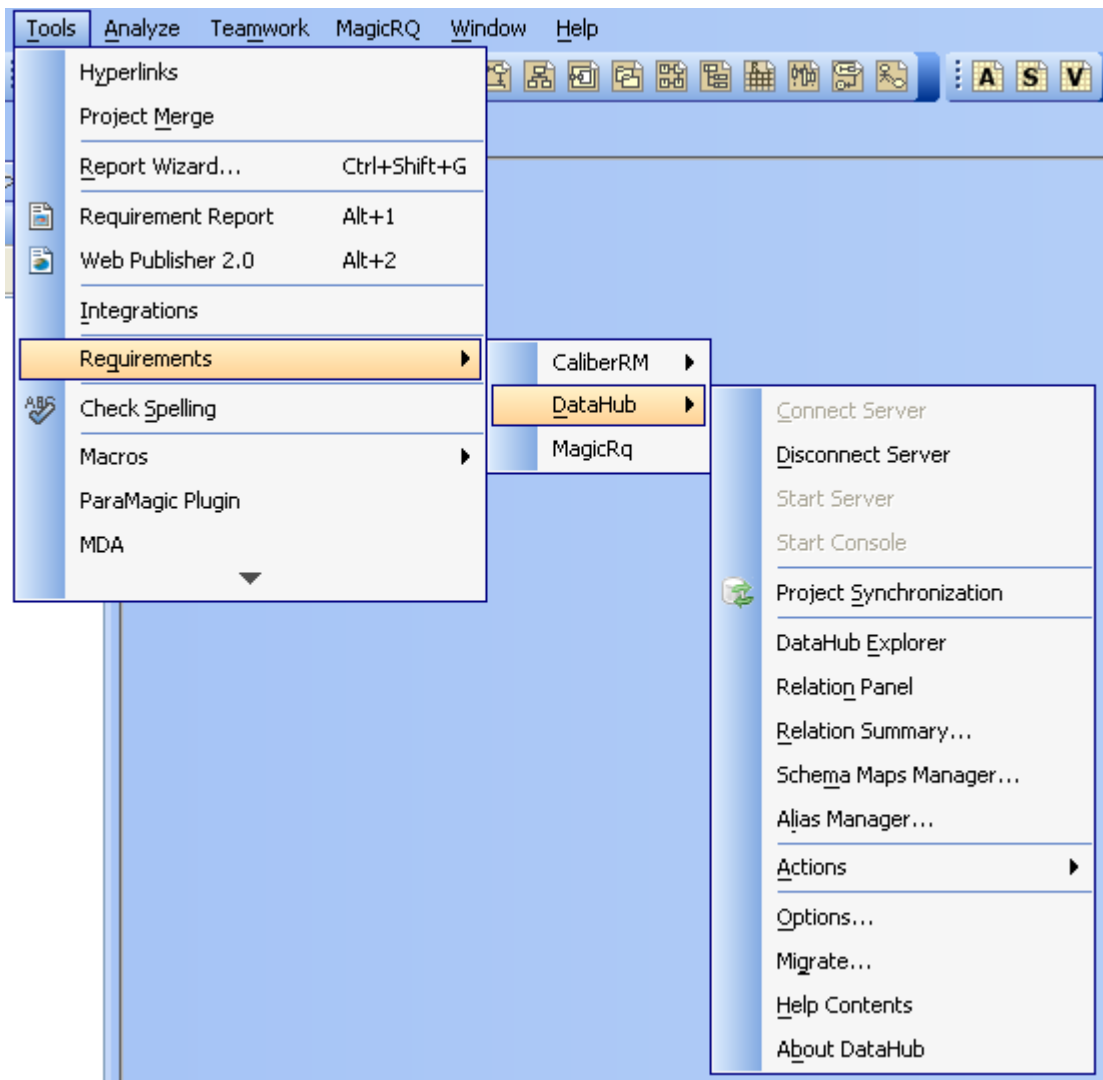 Tools Analyze Teamwork MagicRQ Window Help
A S V
Hyperlinks
Project Merge
Report Wizard... Ctrl+Shift+G
Requirement Report Alt+1
Web Publisher 2.0 Alt+2
Integrations
Requirements
ABC Check Spelling
Macros
ParaMagic Plugin
MDA
CaliberRM
DataHub
MagicRq
Connect Server
Disconnect Server
Start Server
Start Console
Project Synchronization
DataHub Explorer
Relation Panel
Relation Summary...
Schema Maps Manager...
Alias Manager...
Actions
Options...
Migrate...
Help Contents
About DataHub